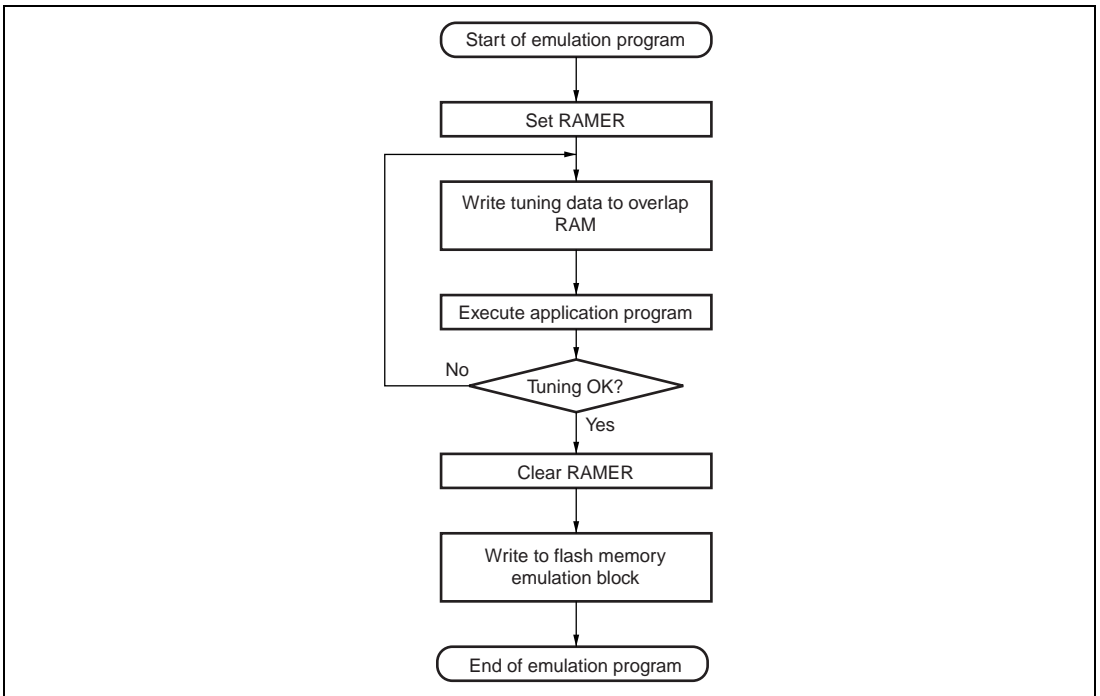 Start of emulation program
Set RAMER
Write tuning data to overlap
RAM
Execute application program
No
Tuning OK?
Yes
Clear RAMER
Write to flash memory
emulation block
End of emulation program